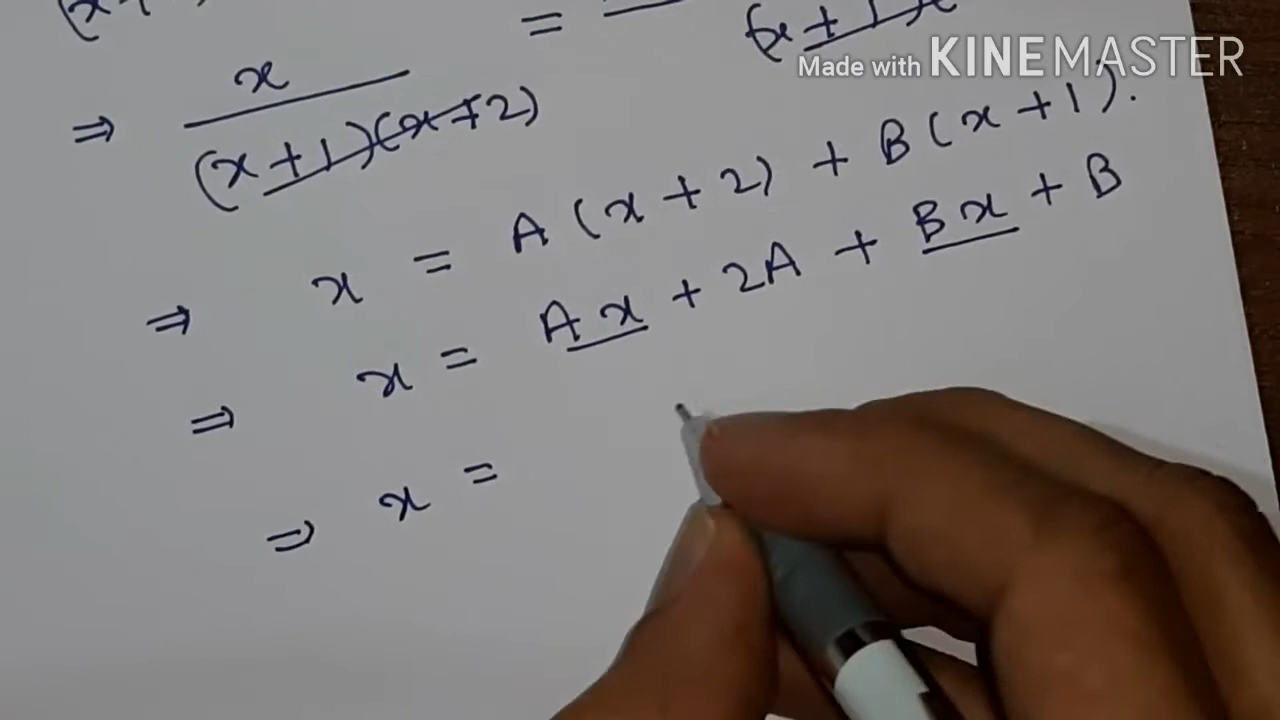 =
Made with KINEMASTER
⇒ x
(x+1)(x+2)
⇒ x = A(x+2) + B(x+1).
⇒ x = Ax + 2A + Bx + B
⇒ x =